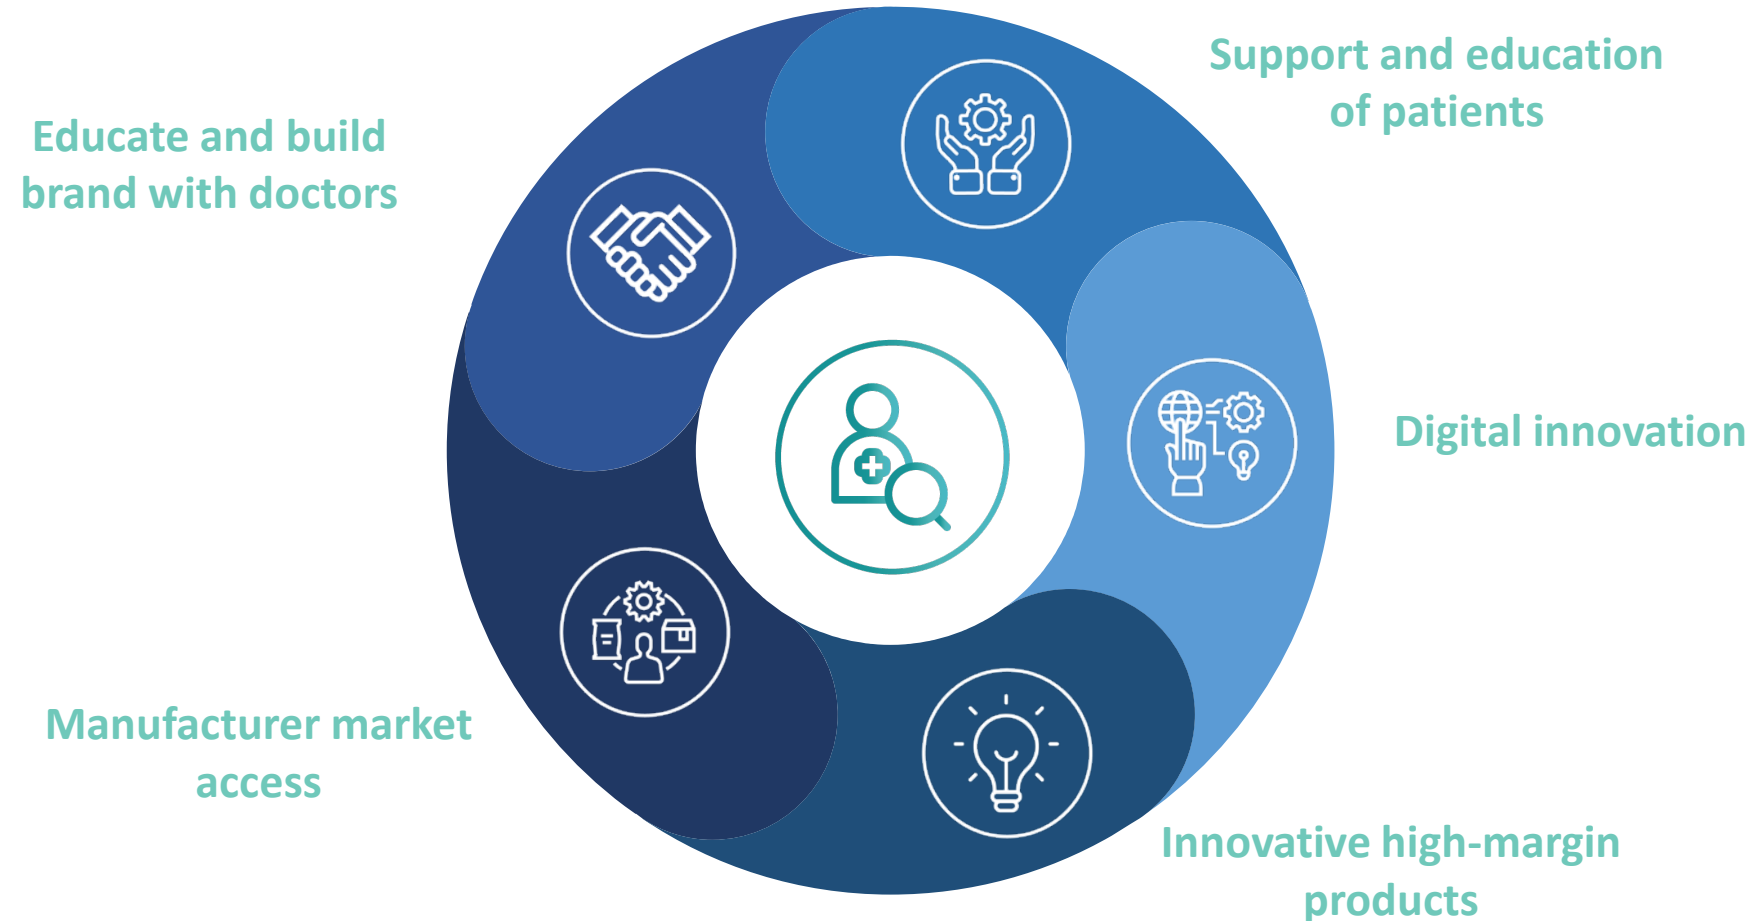 Support and education
of patients
Educate and build
brand with doctors
Digital innovation
Manufacturer market
access
Innovative high-margin
products